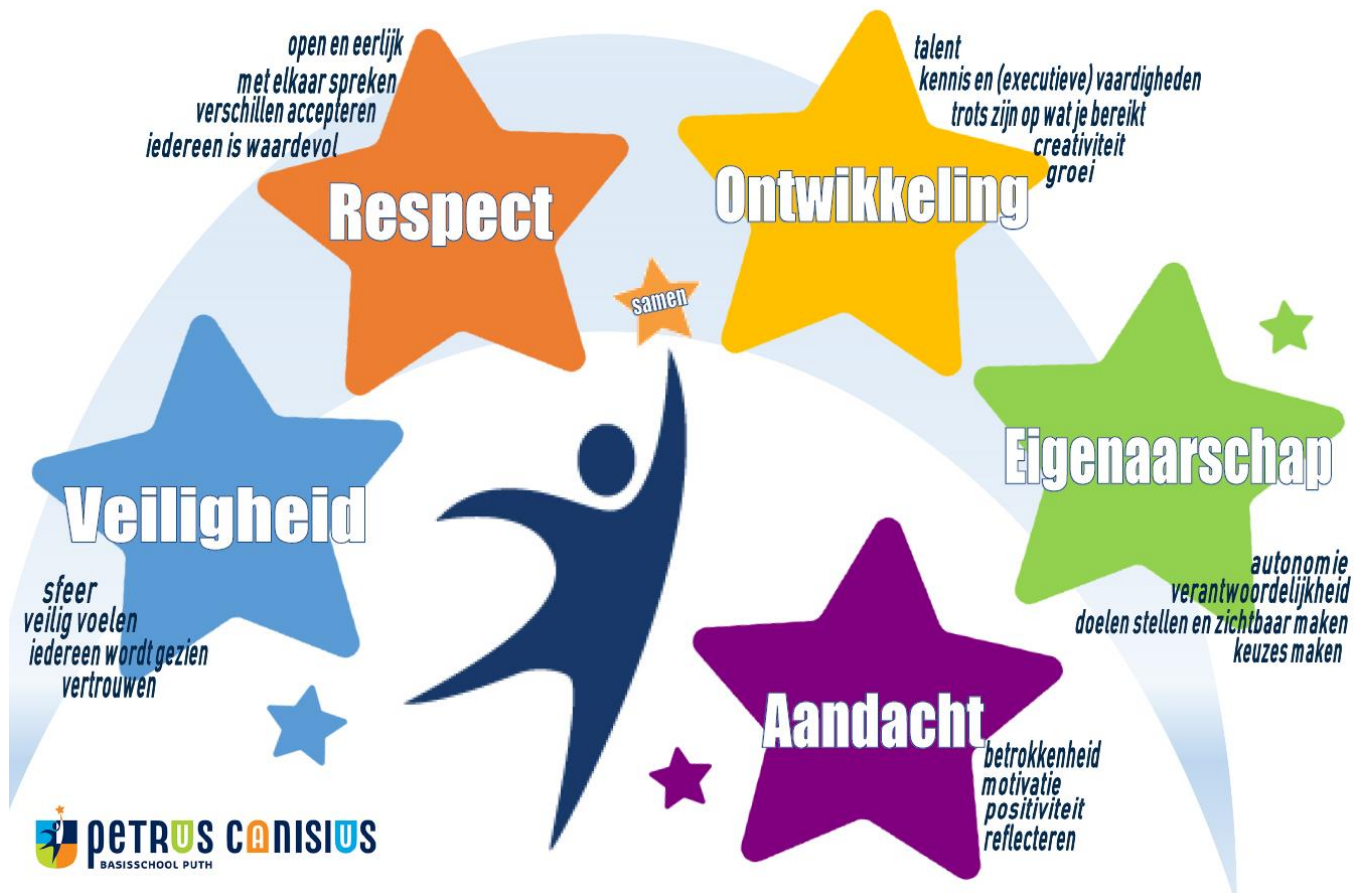 open en eerlijk
met elkaar spreken
verschillen accepteren
iedereen is waardevol
Respect
talent
kennis en (executieve) vaardigheden
trots zijn op wat je bereikt
creativiteit
groei
Ontwikkeling
samen
Eigenaarschap
autonomie
verantwoordelijkheid
doelen stellen en zichtbaar maken
keuzes maken
Veiligheid
sfeer
veilig voelen
iedereen wordt gezien
vertrouwen
Aandacht
betrokkenheid
motivatie
positiviteit
reflecteren
PETRUS CANISIUS
BASISSCHOOL PUTH